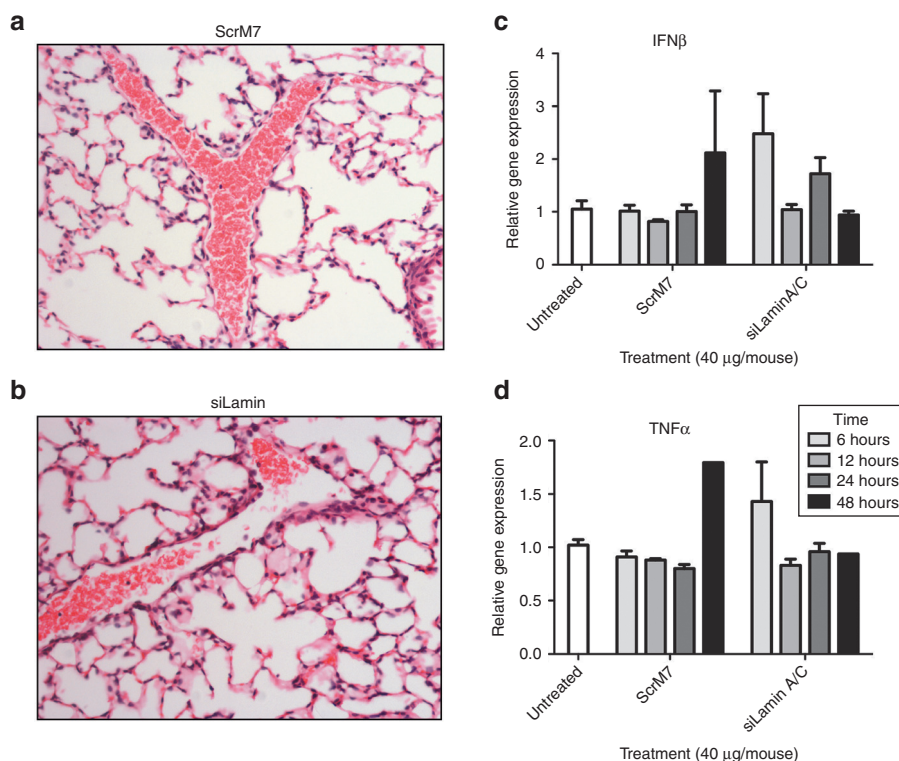 a
ScrM7
b
siLamin
c
IFNβ
Relative gene expression
4
3
2
1
0
Untreated
ScrM7
siLaminA/C
Treatment (40 μg/mouse)
d
TNFα
Relative gene expression
2.0
1.5
1.0
0.5
0.0
Untreated
ScrM7
siLamin A/C
Treatment (40 μg/mouse)
Time
6 hours
12 hours
24 hours
48 hours